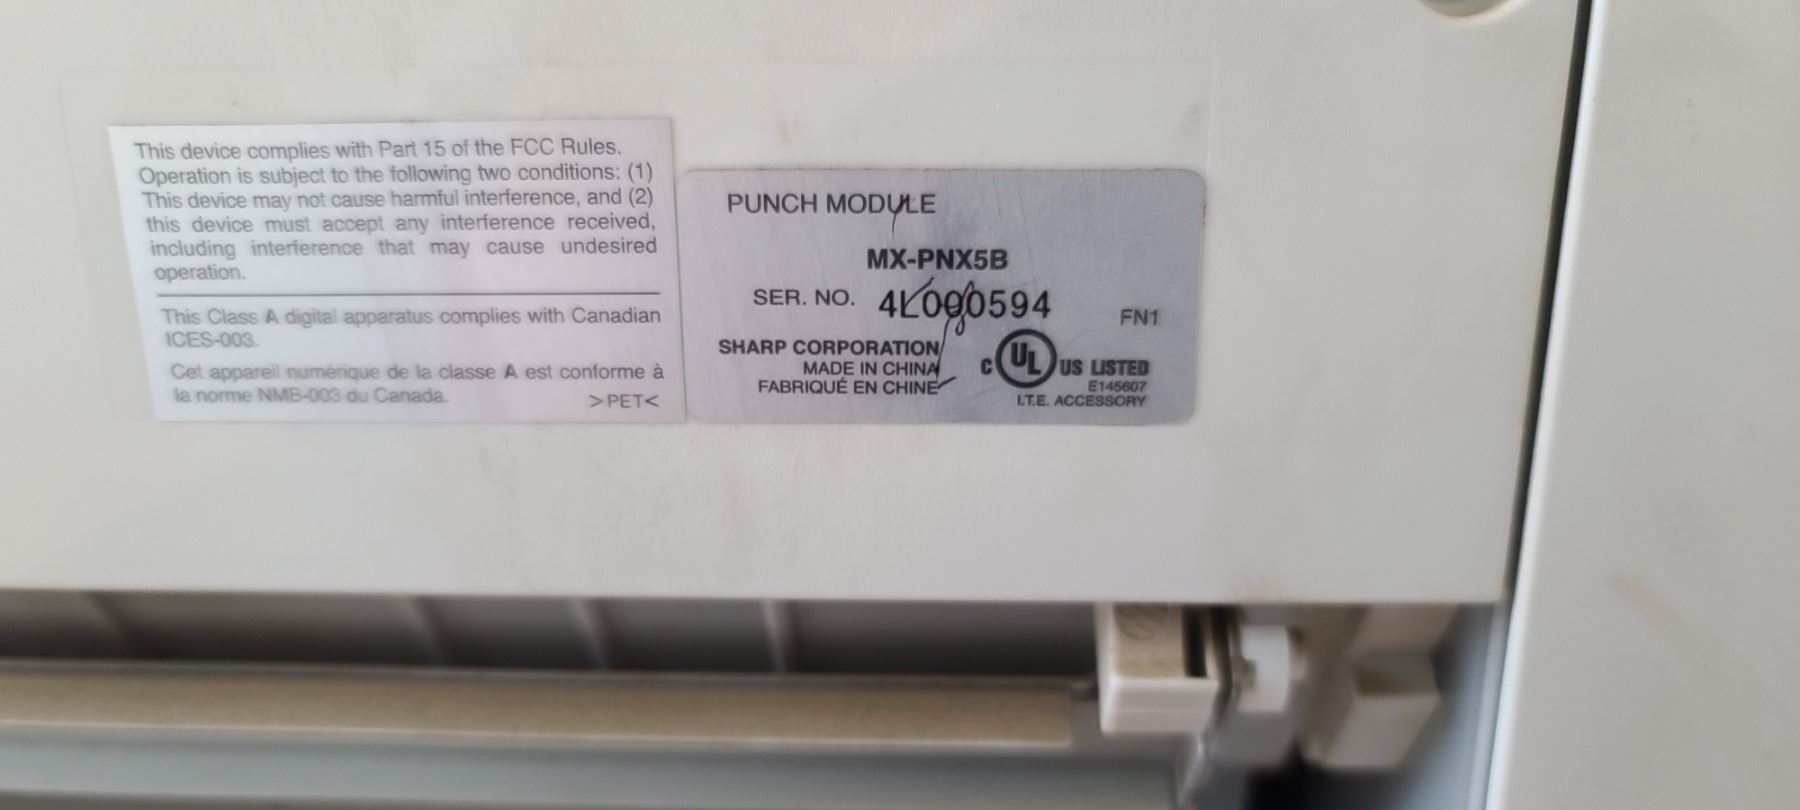 This device complies with Part 15 of the FCC Rules.
Operation is subject to the following two conditions: (1)
This device may not cause harmful interference, and (2)
this device must accept any interference received,
including interference that may cause undesired
operation.
This Class A digital apparatus complies with Canadian
ICES-003.
Cet appareil numérique de la classe A est conforme à
la norme NMB-003 du Canada.
>PET<
PUNCH MODULE
MX-PNX5B
SER. NO.
FN1
SHARP CORPORATION
MADE IN CHINA
FABRIQUÉ EN CHINE
C UL US LISTED
E145607
I.T.E. ACCESSORY